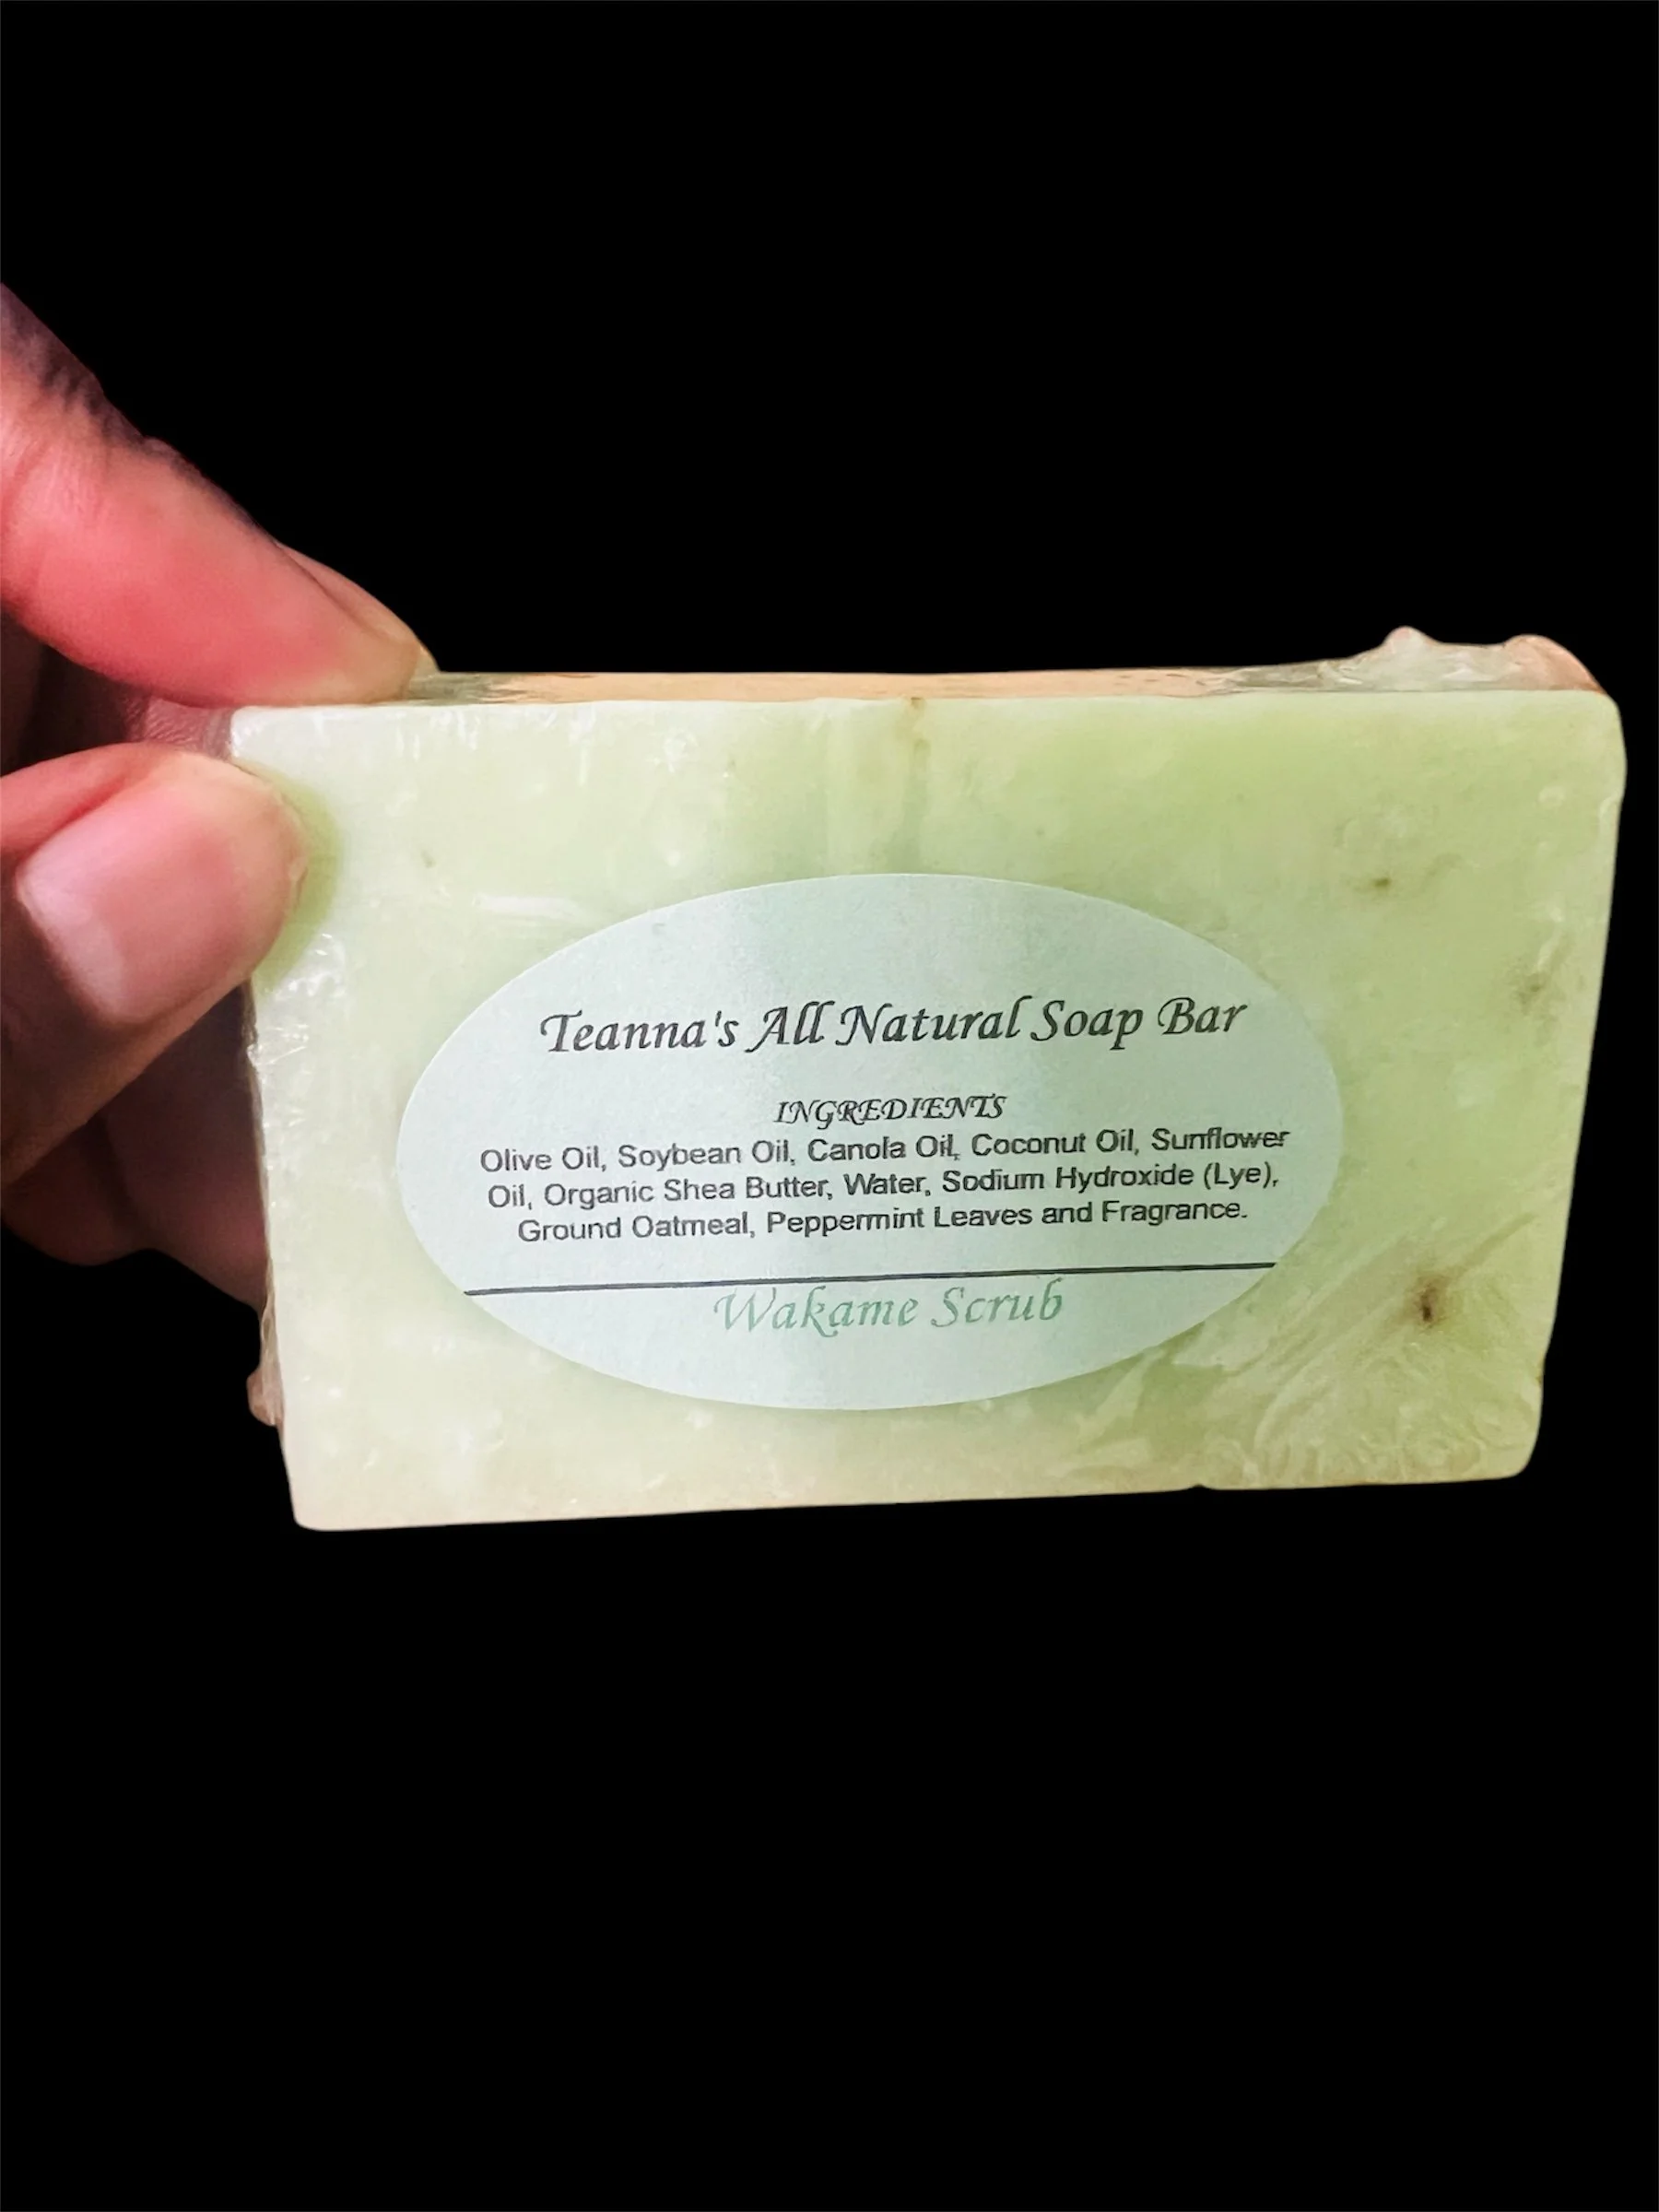 Teanna's All Natural Soap Bar
INGREDIENTS
Olive Oil, Soybean Oil, Canola Oil, Coconut Oil, Sunflower
Oil, Organic Shea Butter, Water, Sodium Hydroxide (Lye),
Ground Oatmeal, Peppermint Leaves and Fragrance.
Wakame Scrub